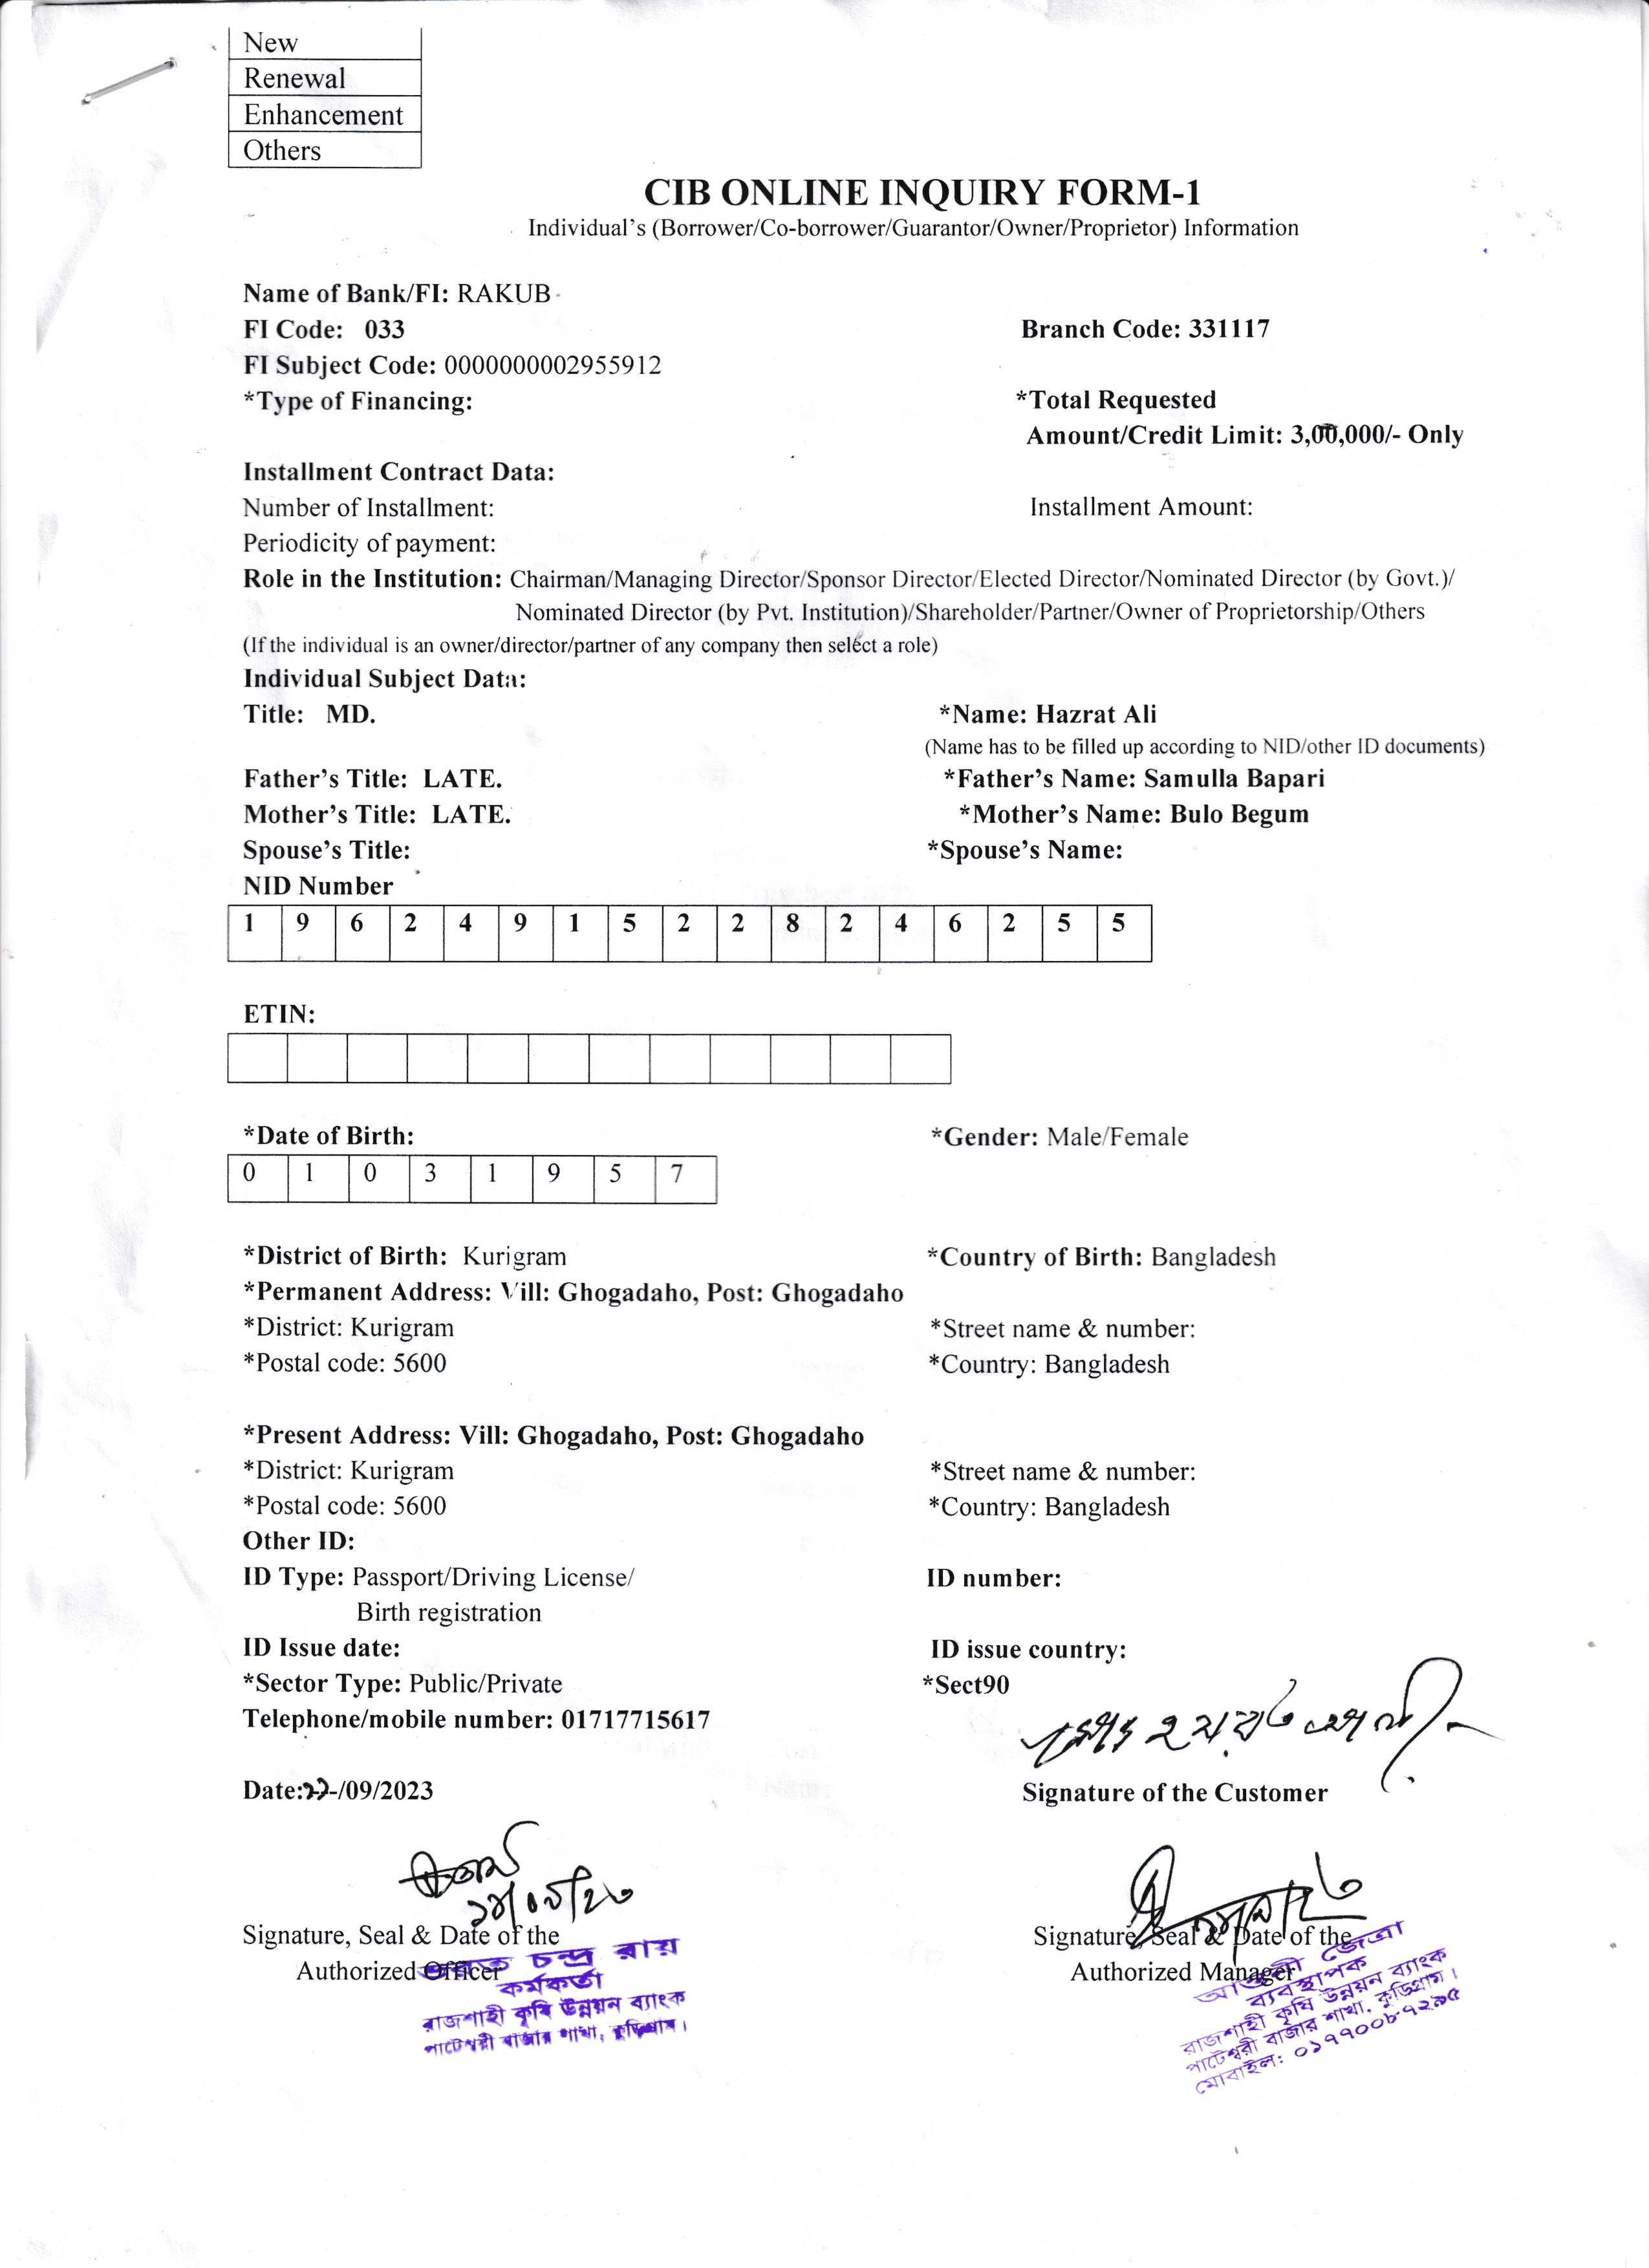 New
Renewal
Enhancement
Others
CIB ONLINE INQUIRY FORM-1
Individual's (Borrower/Co-borrower/Guarantor/Owner/Proprietor) Information
Name of Bank/FI: RAKUB
FI Code: 033 Branch Code: 331117
FI Subject Code: 0000000002955912
*Type of Financing: *Total Requested
Amount/Credit Limit: 3,00,000/- Only
Installment Contract Data:
Number of Installment: Installment Amount:
Periodicity of payment:
Role in the Institution: Chairman/Managing Director/Sponsor Director/Elected Director/Nominated Director (by Govt.)/
Nominated Director (by Pvt. Institution)/Shareholder/Partner/Owner of Proprietorship/Others
(If the individual is an owner/director/partner of any company then select a role)
Individual Subject Data:
Title: MD. *Name: Hazrat Ali
(Name has to be filled up according to NID/other ID documents)
Father's Title: LATE. *Father's Name: Samulla Bapari
Mother's Title: LATE. *Mother's Name: Bulo Begum
Spouse's Title: *Spouse's Name:
NID Number
1 9 6 2 4 9 1 5 2 2 8 2 4 6 2 5 5
ETIN:
*Date of Birth: *Gender: Male/Female
0 1 0 3 1 9 5 7
*District of Birth: Kurigram *Country of Birth: Bangladesh
*Permanent Address: Vill: Ghogadaho, Post: Ghogadaho
*District: Kurigram *Street name & number:
*Postal code: 5600 *Country: Bangladesh
*Present Address: Vill: Ghogadaho, Post: Ghogadaho
*District: Kurigram *Street name & number:
*Postal code: 5600 *Country: Bangladesh
Other ID:
ID Type: Passport/Driving License/ ID number:
Birth registration
ID Issue date: ID issue country:
*Sector Type: Public/Private *Sect90
Telephone/mobile number: 01717715617
Date: -/09/2023 Signature of the Customer
Signature, Seal & Date of the Signature, Seal & Date of the
Authorized Officer Authorized Manager
চন্দ্র রায়
কর্মকর্তা
রাজশাহী কৃষি উন্নয়ন ব্যাংক
পাটেশ্বরী বাজার শাখা, কুড়িগ্রাম।
ব্যবস্থাপক
রাজশাহী কৃষি উন্নয়ন ব্যাংক
পাটেশ্বরী বাজার শাখা, কুড়িগ্রাম।
মোবাইল: ০১৭৭০০৮৭২৯৫